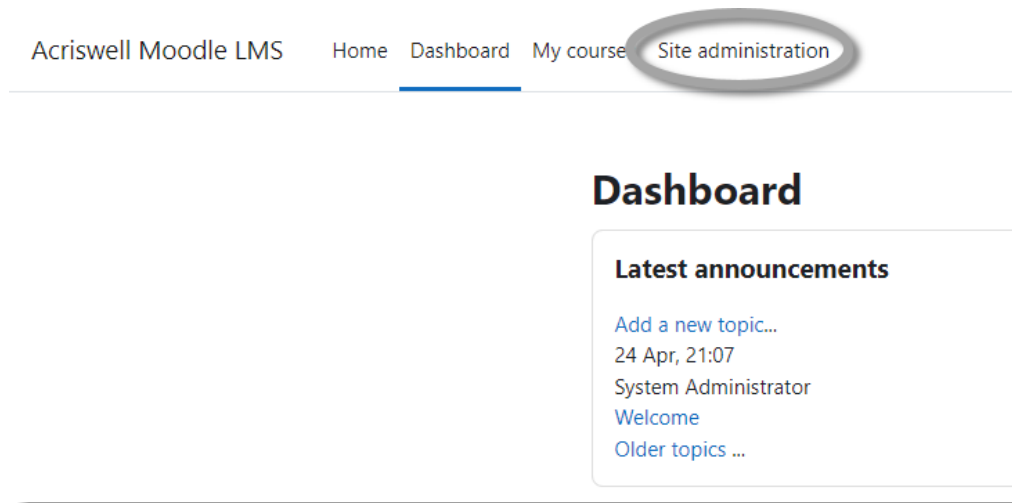 Acriswell Moodle LMS Home Dashboard My course Site administration
Dashboard
Latest announcements
Add a new topic...
24 Apr, 21:07
System Administrator
Welcome
Older topics ...